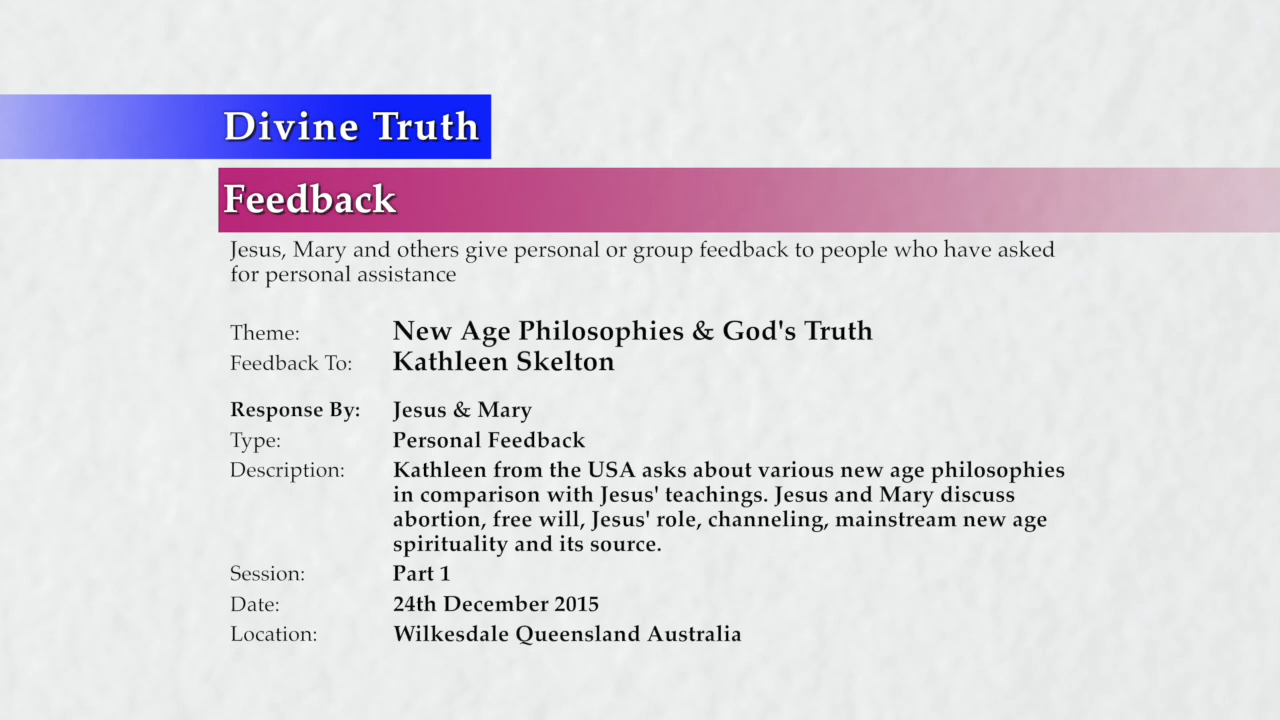 Divine Truth
Feedback
Jesus, Mary and others give personal or group feedback to people who have asked
for personal assistance
Theme: New Age Philosophies & God's Truth
Feedback To: Kathleen Skelton
Response By: Jesus & Mary
Type: Personal Feedback
Description: Kathleen from the USA asks about various new age philosophies
in comparison with Jesus' teachings. Jesus and Mary discuss
abortion, free will, Jesus' role, channeling, mainstream new age
spirituality and its source.
Session: Part 1
Date: 24th December 2015
Location: Wilkesdale Queensland Australia